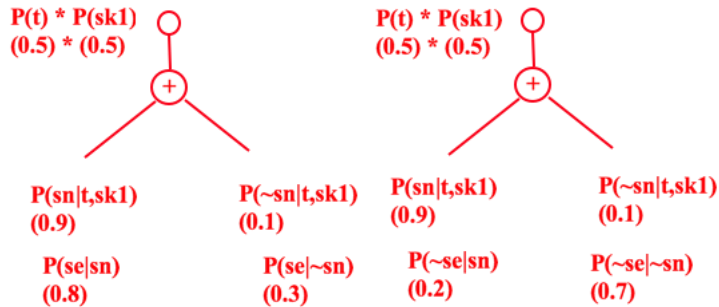 P(t) * P(sk1)
(0.5) * (0.5)
+
P(sn|t,sk1)
(0.9)
P(~sn|t,sk1)
(0.1)
P(se|sn)
(0.8)
P(se|~sn)
(0.3)
P(t) * P(sk1)
(0.5) * (0.5)
+
P(sn|t,sk1)
(0.9)
P(~sn|t,sk1)
(0.1)
P(~se|sn)
(0.2)
P(~se|~sn)
(0.7)